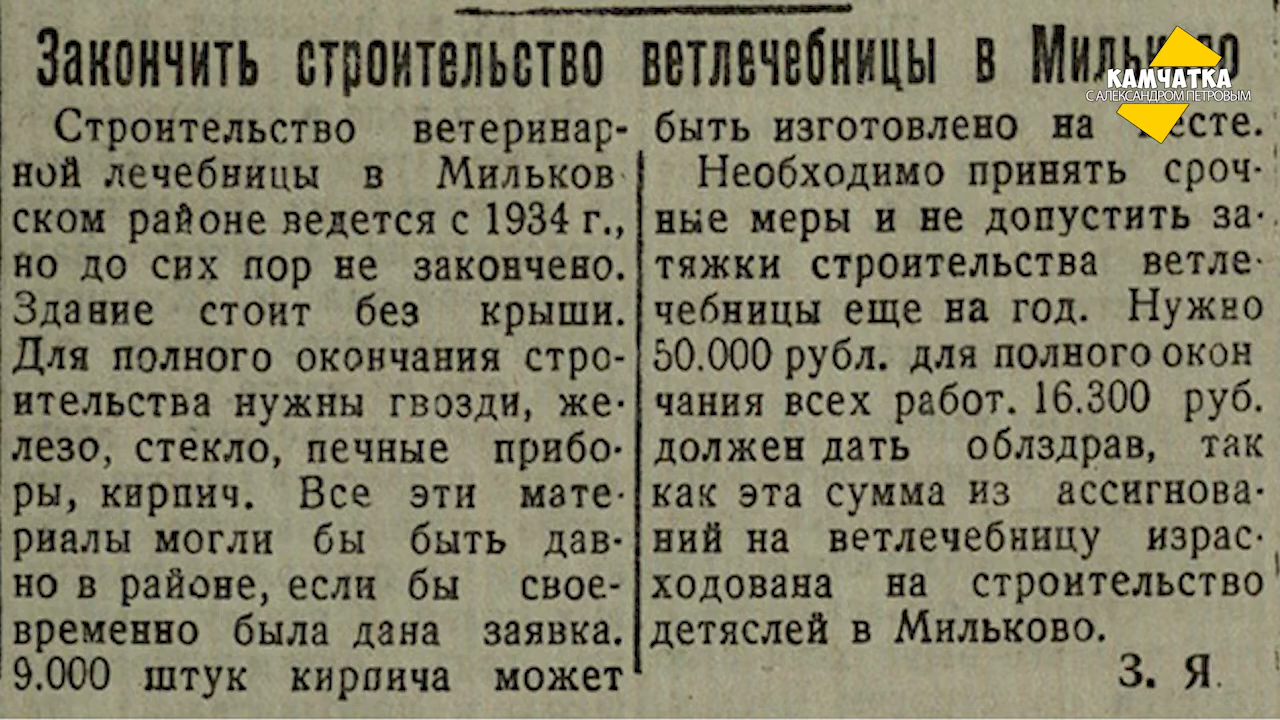 Закончить строительство ветлечебницы в Мильково
КАМЧАТКА
С АЛЕКСАНДРОМ ПЕТРОВЫМ
Строительство ветеринар-
ной лечебницы в Мильков
ском районе ведется с 1934 г.,
но до сих пор не закончено.
Здание стоит без крыши.
Для полного окончания стро-
ительства нужны гвозди, же-
лезо, стекло, печные прибо-
ры, кирпич. Все эти мате-
риалы могли бы быть дав-
но в районе, если бы свое-
временно была дана заявка.
9.000 штук кирпича может
быть изготовлено на месте.
Необходимо принять сроч-
ные меры и не допустить за-
тяжки строительства ветле-
чебницы еще на год. Нужно
50.000 рубл. для полного окон
чания всех работ. 16.300 руб.
должен дать облздрав, так
как эта сумма из ассигнова-
ний на ветлечебницу израс-
ходована на строительство
детяслей в Мильково.
З. Я.